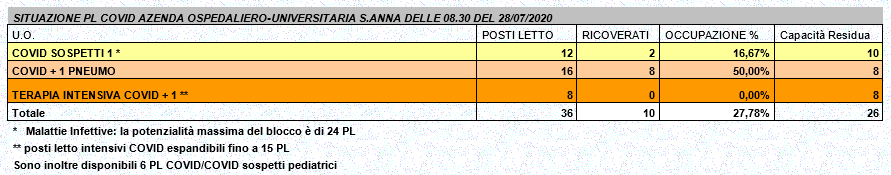 SITUAZIONE PL COVID AZENDA OSPEDALIERO-UNIVERSITARIA S.ANNA DELLE 08.30 DEL 28/07/2020
U.O. POSTI LETTO RICOVERATI OCCUPAZIONE % Capacità Residua
COVID SOSPETTI 1 * 12 2 16,67% 10
COVID + 1 PNEUMO 16 8 50,00% 8
TERAPIA INTENSIVA COVID + 1 ** 8 0 0,00% 8
Totale 36 10 27,78% 26
* Malattie Infettive: la potenzialità massima del blocco è di 24 PL
** posti letto intensivi COVID espandibili fino a 15 PL
Sono inoltre disponibili 6 PL COVID/COVID sospetti pediatrici